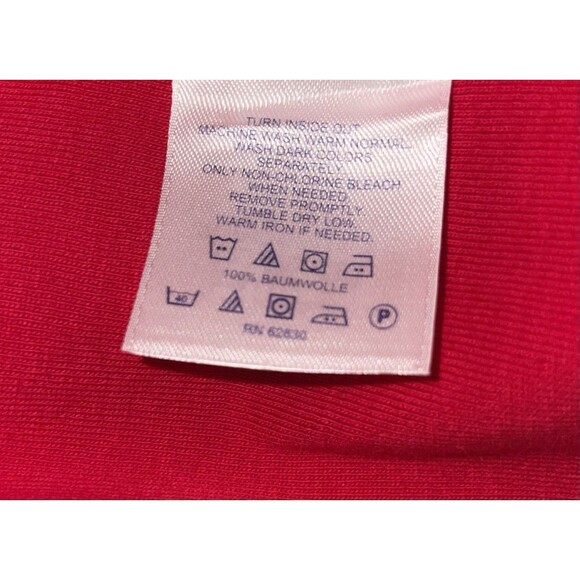 TURN INSIDE OUT.
MACHINE WASH WARM NORMAL.
WASH DARK COLORS
SEPARATELY.
ONLY NON-CHLORINE BLEACH
WHEN NEEDED.
REMOVE PROMPTLY.
TUMBLE DRY LOW.
WARM IRON IF NEEDED.
100% BAUMWOLLE
40 P
RN 62830